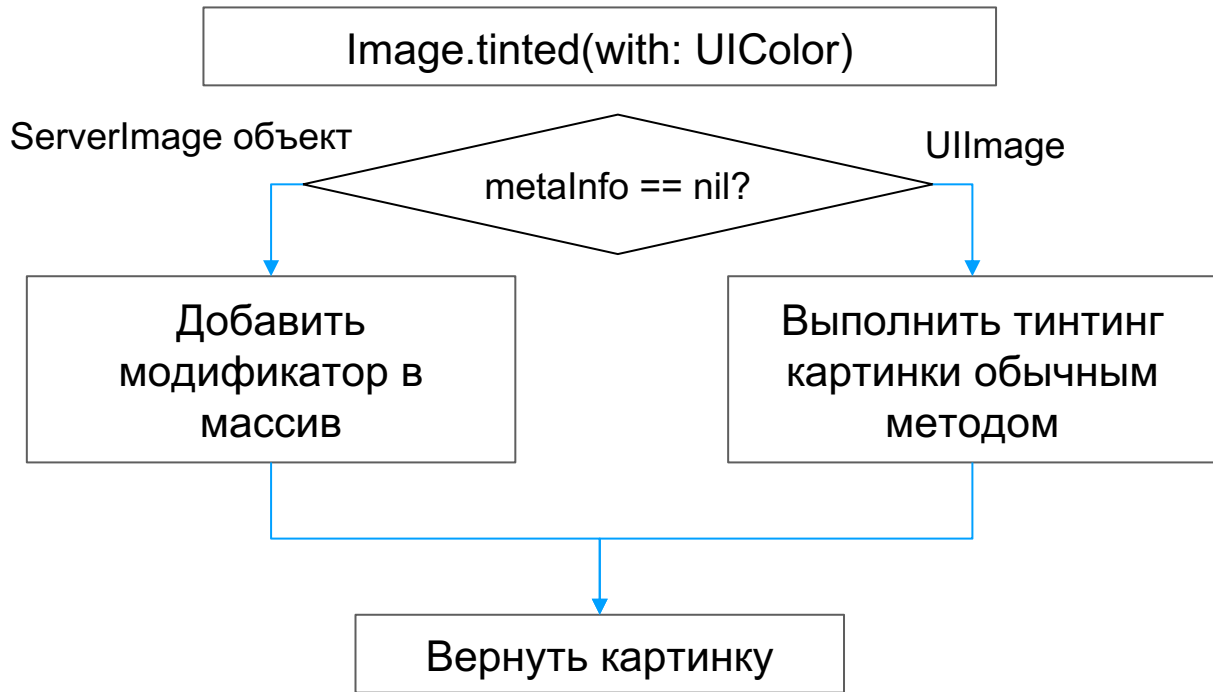 Image.tinted(with: UIColor)
ServerImage объект
UIImage
metaInfo == nil?
Добавить
модификатор в
массив
Выполнить тинтинг
картинки обычным
методом
Вернуть картинку